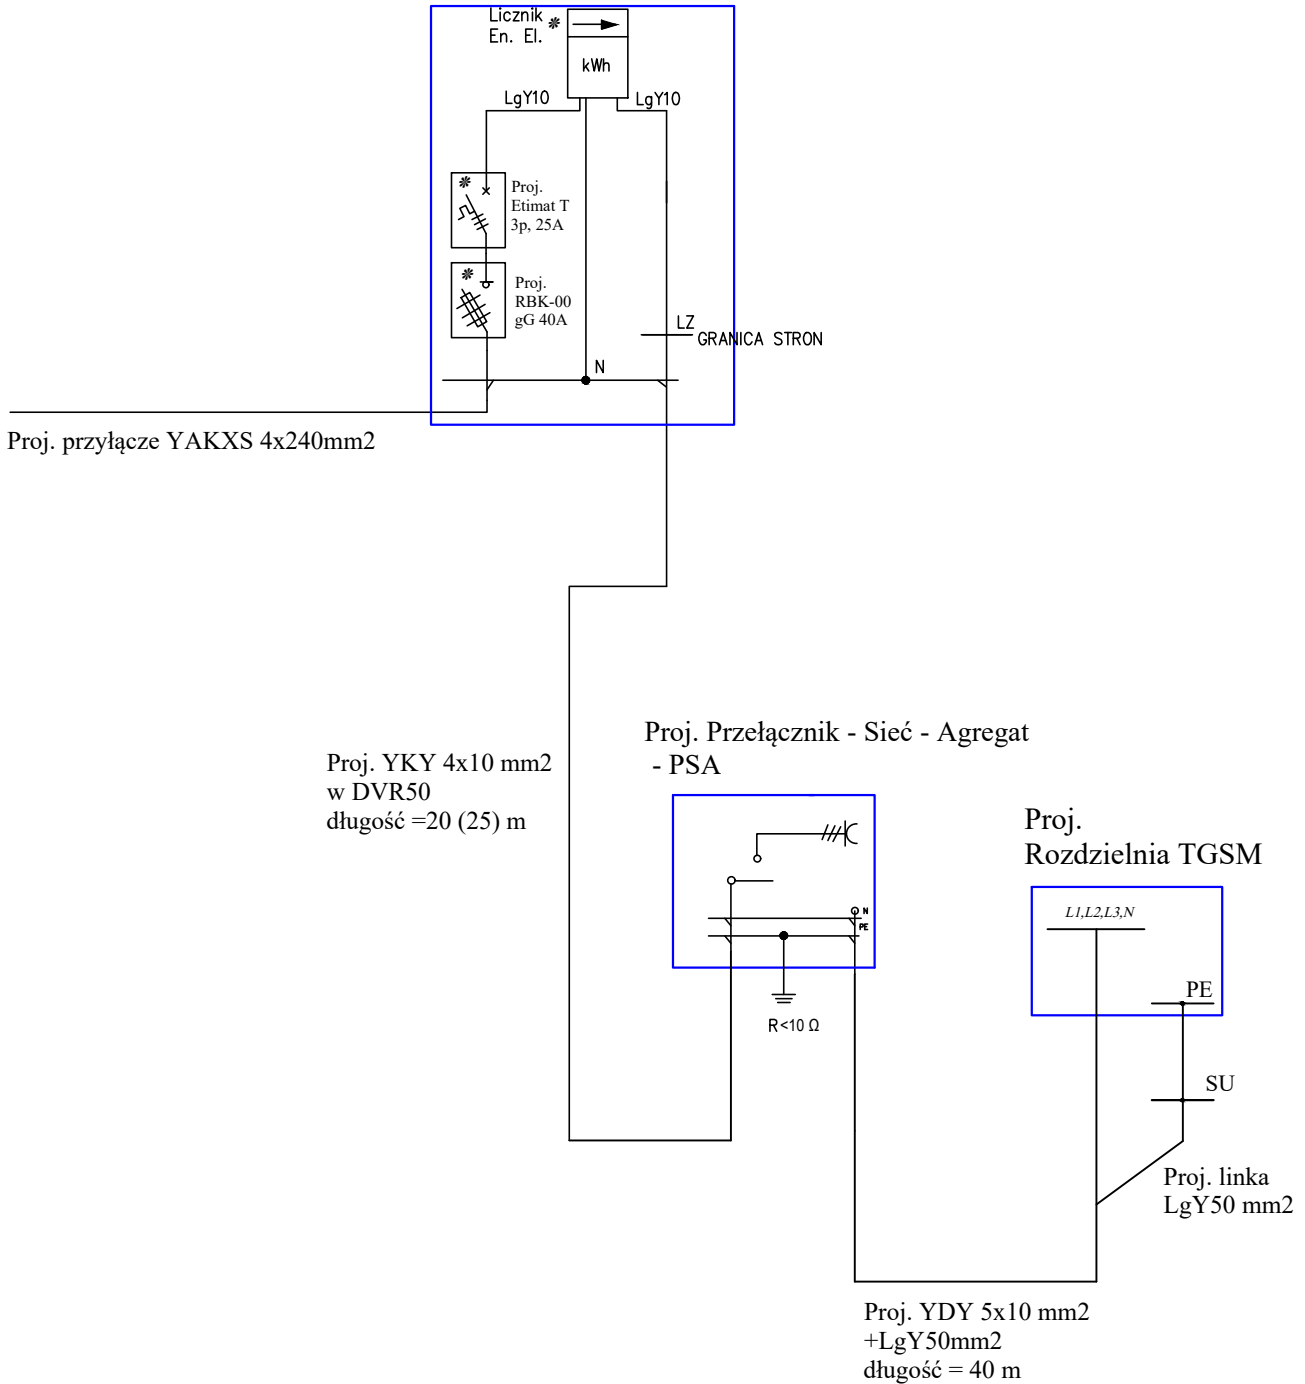 Licznik
En. El.
kWh
LgY10
LgY10
Proj.
Etimat T
3p, 25A
Proj.
RBK-00
gG 40A
LZ
GRANICA STRON
N
Proj. przyłącze YAKXS 4x240mm2
Proj. Przełącznik - Sieć - Agregat
- PSA
Proj. YKY 4x10 mm2
w DVR50
długość =20 (25) m
Proj.
Rozdzielnia TGSM
L1,L2,L3,N
N
PE
PE
R<10 Ω
SU
Proj. linka
LgY50 mm2
Proj. YDY 5x10 mm2
+LgY50mm2
długość = 40 m